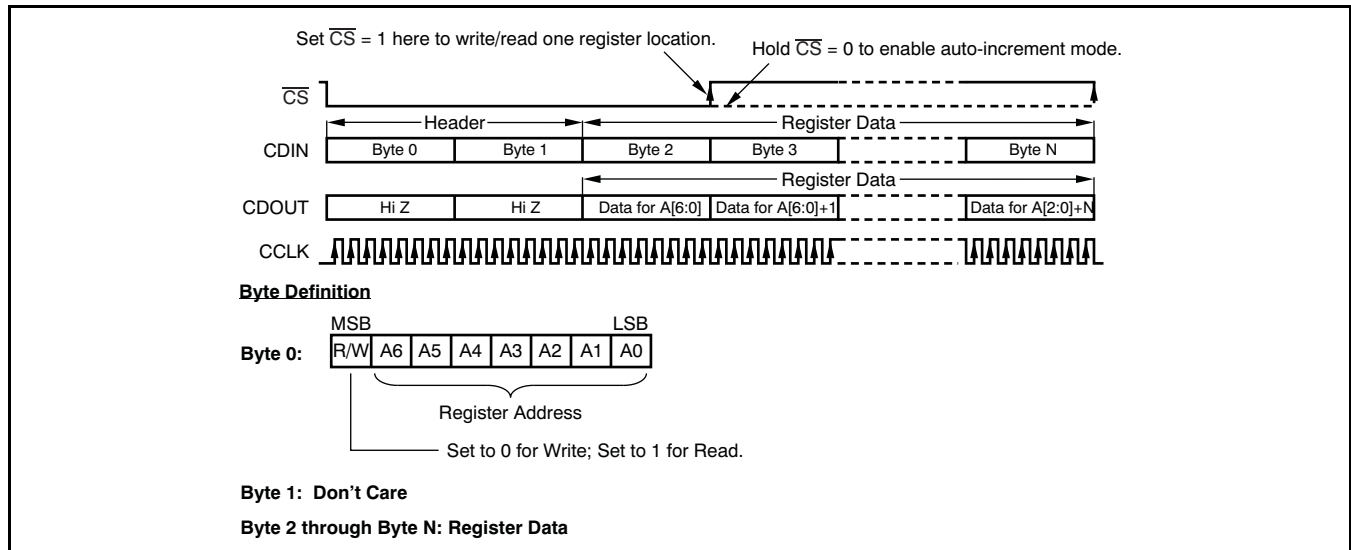 Set CS = 1 here to write/read one register location.
Hold CS = 0 to enable auto-increment mode.
CS
Header
Register Data
CDIN
Byte 0
Byte 1
Byte 2
Byte 3
Byte N
Register Data
CDOUT
Hi Z
Hi Z
Data for A[6:0]
Data for A[6:0]+1
Data for A[2:0]+N
CCLK
Byte Definition
MSB
LSB
Byte 0:
R/W A6 A5 A4 A3 A2 A1 A0
Register Address
Set to 0 for Write; Set to 1 for Read.
Byte 1: Don't Care
Byte 2 through Byte N: Register Data